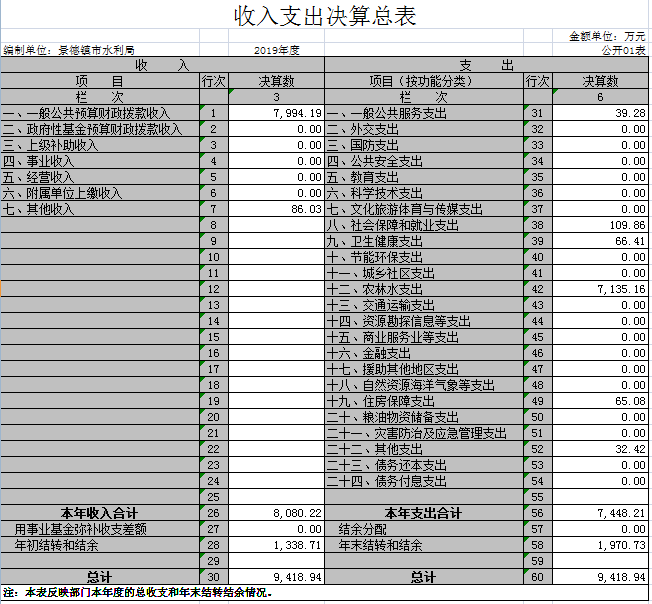 收入支出决算总表
金额单位：万元
编制单位：景德镇市水利局 2019年度 公开01表
收 入 支 出
项 目 行次 决算数 项目（按功能分类） 行次 决算数
栏 次 3 栏 次 6
一、一般公共预算财政拨款收入 1 7,994.19 一、一般公共服务支出 31 39.28
二、政府性基金预算财政拨款收入 2 0.00 二、外交支出 32 0.00
三、上级补助收入 3 0.00 三、国防支出 33 0.00
四、事业收入 4 0.00 四、公共安全支出 34 0.00
五、经营收入 5 0.00 五、教育支出 35 0.00
六、附属单位上缴收入 6 0.00 六、科学技术支出 36 0.00
七、其他收入 7 86.03 七、文化旅游体育与传媒支出 37 0.00
8 八、社会保障和就业支出 38 109.86
9 九、卫生健康支出 39 66.41
10 十、节能环保支出 40 0.00
11 十一、城乡社区支出 41 0.00
12 十二、农林水支出 42 7,135.16
13 十三、交通运输支出 43 0.00
14 十四、资源勘探信息等支出 44 0.00
15 十五、商业服务业等支出 45 0.00
16 十六、金融支出 46 0.00
17 十七、援助其他地区支出 47 0.00
18 十八、自然资源海洋气象等支出 48 0.00
19 十九、住房保障支出 49 65.08
20 二十、粮油物资储备支出 50 0.00
21 二十一、灾害防治及应急管理支出 51 0.00
22 二十二、其他支出 52 32.42
23 二十三、债务还本支出 53 0.00
24 二十四、债务付息支出 54 0.00
25 55
本年收入合计 26 8,080.22 本年支出合计 56 7,448.21
用事业基金弥补收支差额 27 0.00 结余分配 57 0.00
年初结转和结余 28 1,338.71 年末结转和结余 58 1,970.73
29 59
总计 30 9,418.94 总计 60 9,418.94
注：本表反映部门本年度的总收支和年末结转结余情况。